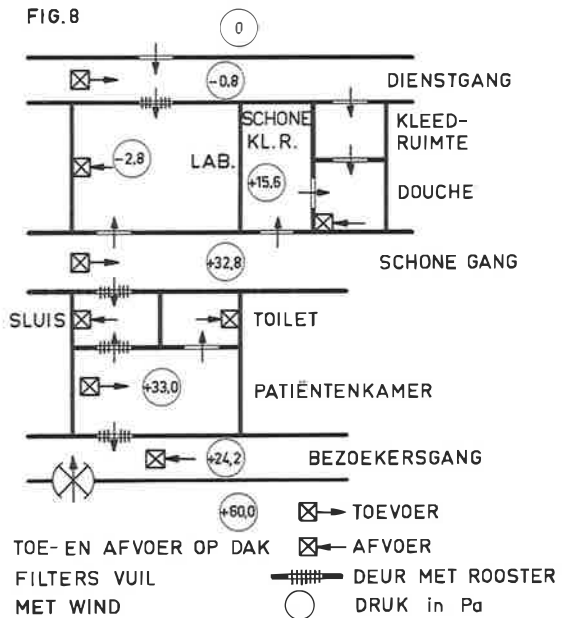 FIG.8
0
-0,8
DIENSTGANG
SCHONE
KL.R.
KLEED-
RUIMTE
-2,8
LAB.
+15,6
DOUCHE
+32,8
SCHONE GANG
SLUIS
TOILET
+33,0
PATIËNTENKAMER
+24,2
BEZOEKERSGANG
+60,0
TOEVOER
TOE- EN AFVOER OP DAK
AFVOER
FILTERS VUIL
DEUR MET ROOSTER
MET WIND
DRUK in Pa